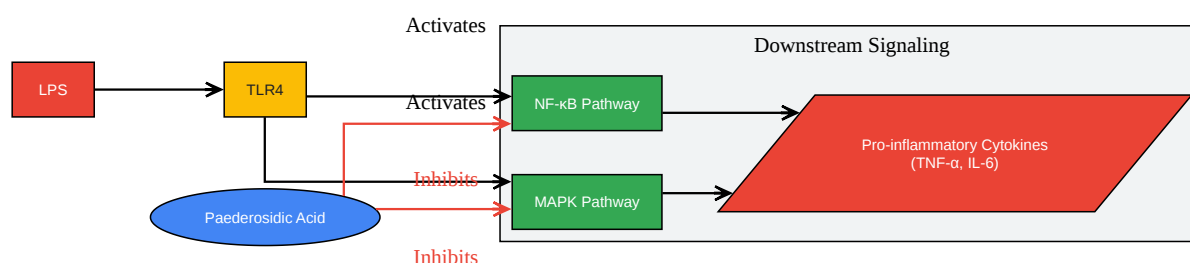 Activates
Downstream Signaling
LPS
TLR4
Activates
NF-κB Pathway
Pro-inflammatory Cytokines
(TNF-α, IL-6)
Inhibits
MAPK Pathway
Paederosidic Acid
Inhibits